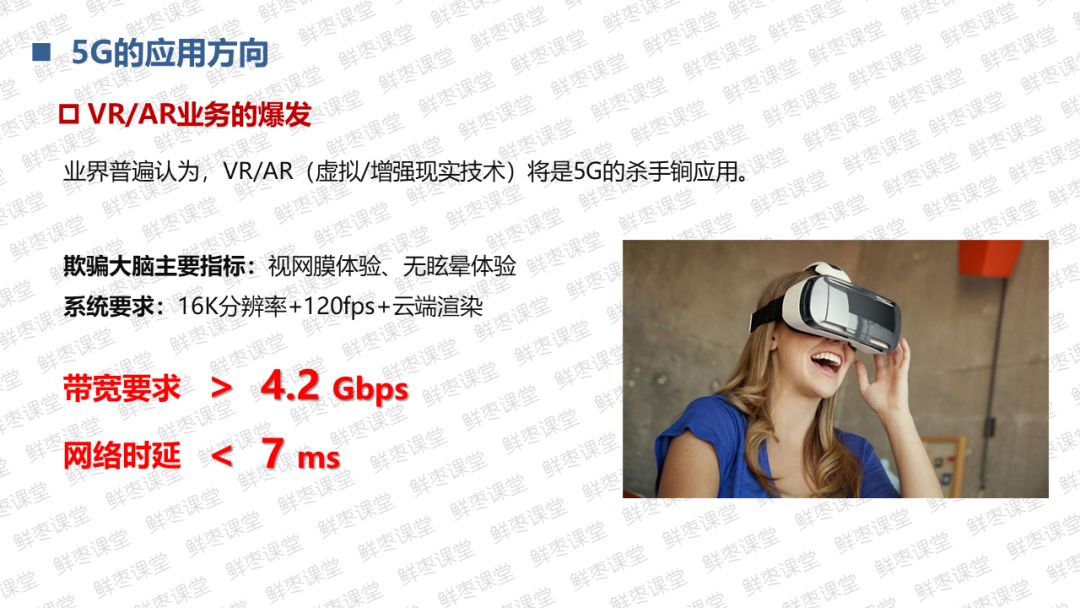 5G的应用方向
VR/AR业务的爆发
业界普遍认为，VR/AR（虚拟/增强现实技术）将是5G的杀手锏应用。
欺骗大脑主要指标：视网膜体验、无眩晕体验
系统要求：16K分辨率+120fps+云端渲染
带宽要求 > 4.2 Gbps
网络时延 < 7 ms
鲜枣课堂